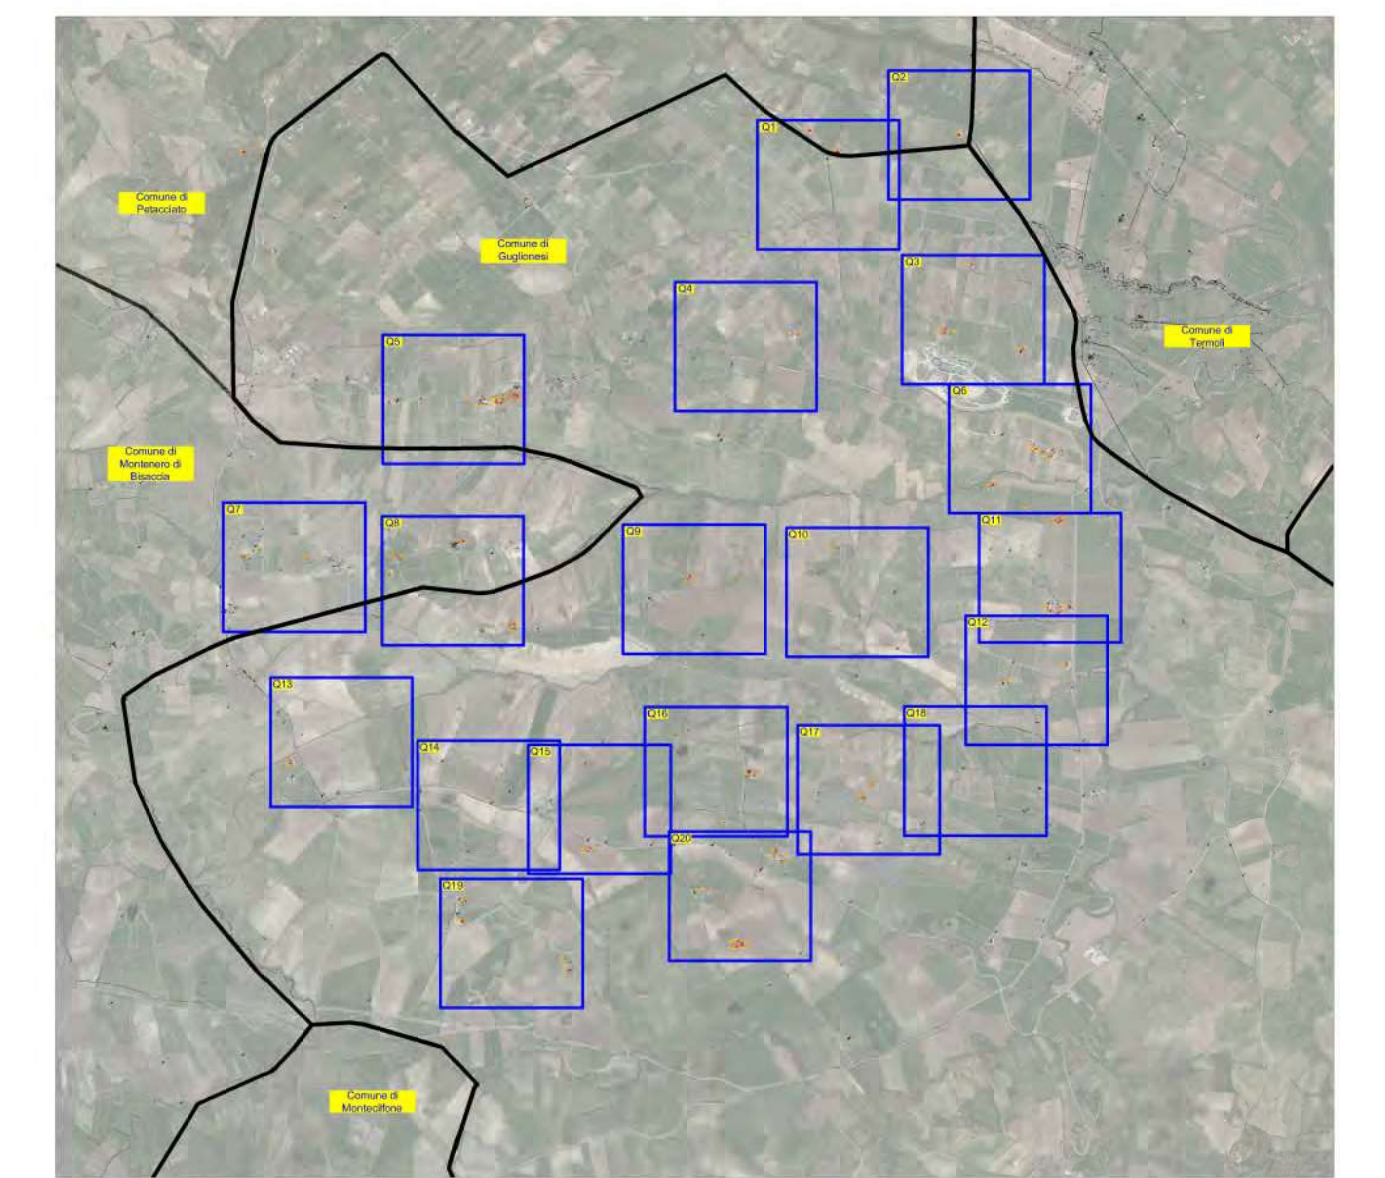 Q2
Q1
Comune di
Petacciato
Comune di
Guglionesi
Q3
Q4
Comune di
Termoli
Q5
Q6
Comune di
Montenero di
Bisaccia
Q7
Q8
Q9
Q10
Q11
Q12
Q13
Q14
Q15
Q16
Q17
Q18
Q19
Q20
Comune di
Montecilfone